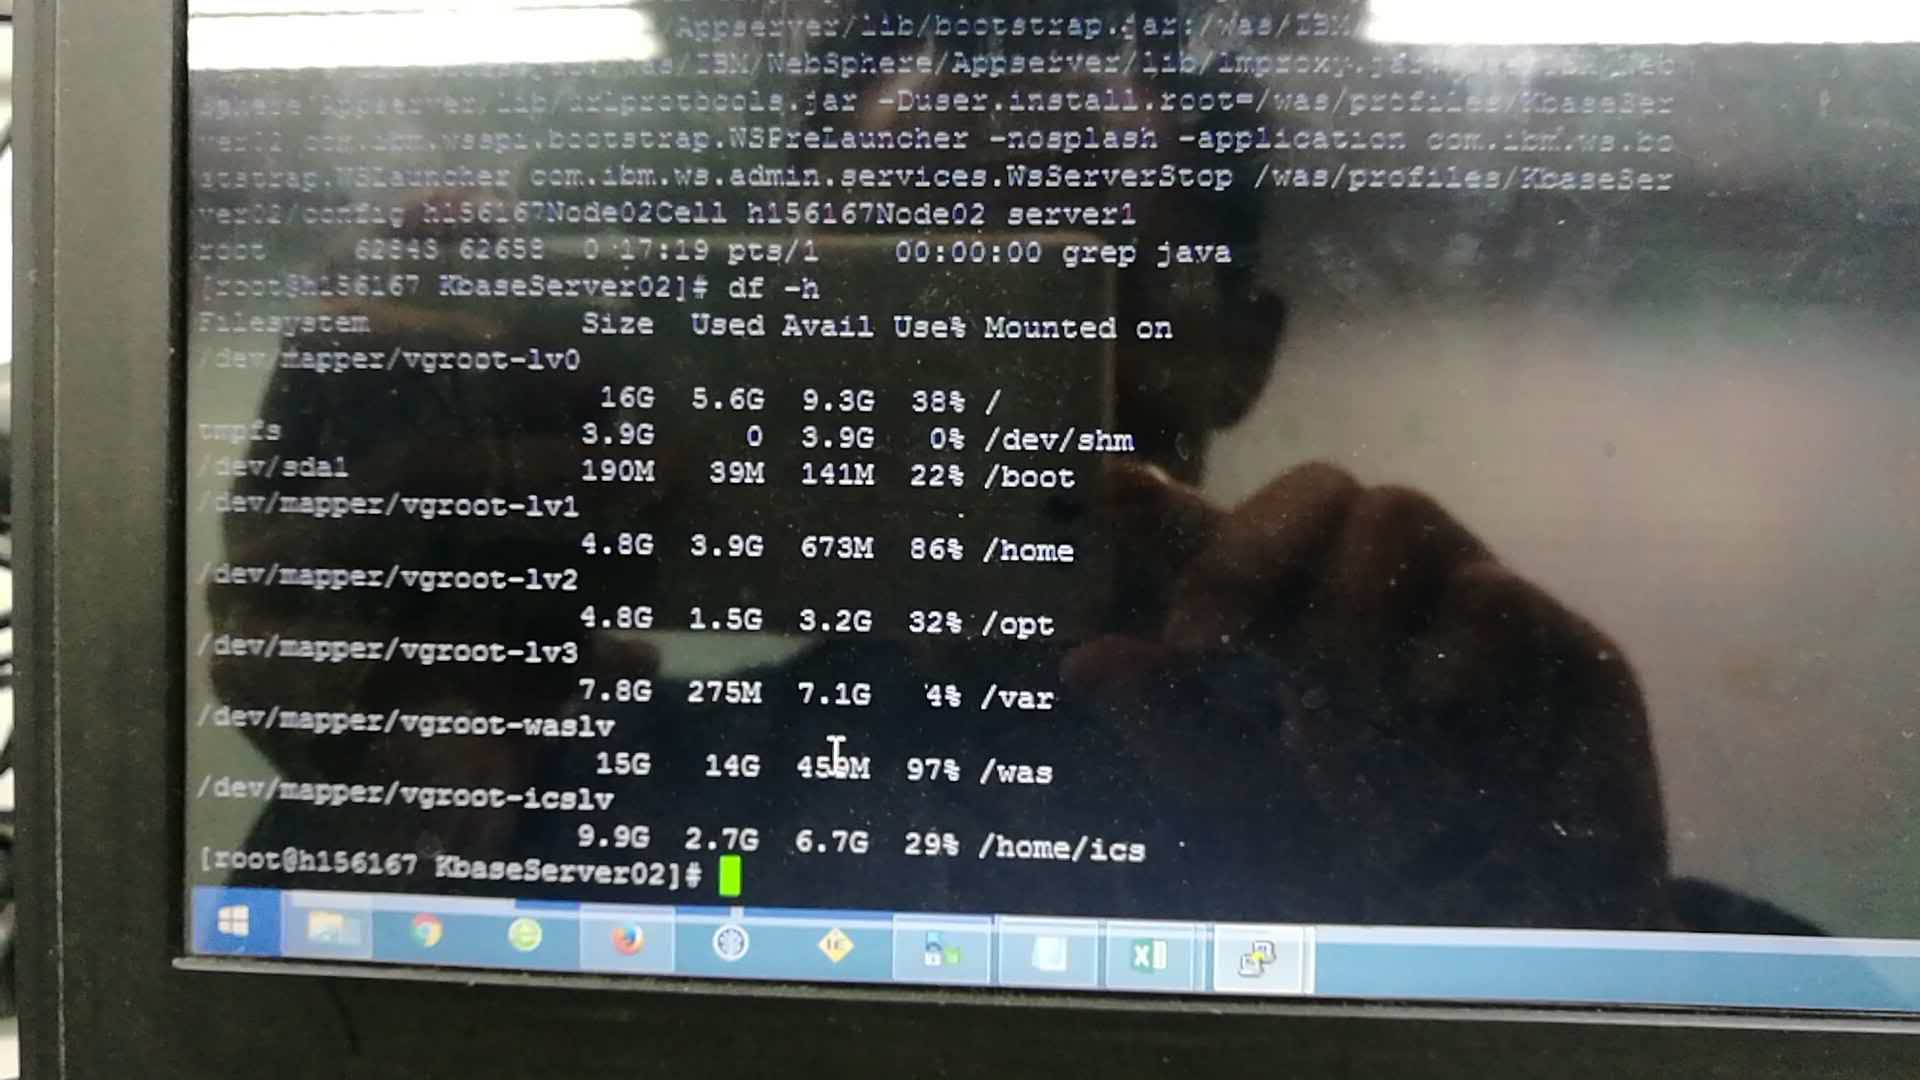 Appserver/lib/bootstrap.jar:/was/IBM
/was/IBM/WebSphere/Appserver/lib/lmproxy.jar
sphere/Appserver/lib/urlprotocols.jar -Duser.install.root=/was/profiles/KbaseSer
ver02 com.ibm.wsspi.bootstrap.WSPreLauncher -nosplash -application com.ibm.ws.bo
otstrap.WSLauncher com.ibm.ws.admin.services.WsServerStop /was/profiles/KbaseSer
ver02/config h156167Node02Cell h156167Node02 server1
root 62843 62658 0 17:19 pts/1 00:00:00 grep java
[root@h156167 KbaseServer02]# df -h
Filesystem Size Used Avail Use% Mounted on
/dev/mapper/vgroot-lv0
16G 5.6G 9.3G 38% /
tmpfs 3.9G 0 3.9G 0% /dev/shm
/dev/sda1 190M 39M 141M 22% /boot
/dev/mapper/vgroot-lv1
4.8G 3.9G 673M 86% /home
/dev/mapper/vgroot-lv2
4.8G 1.5G 3.2G 32% /opt
/dev/mapper/vgroot-lv3
7.8G 275M 7.1G 4% /var
/dev/mapper/vgroot-waslv
15G 14G 97% /was
/dev/mapper/vgroot-icslv
9.9G 2.7G 6.7G 29% /home/ics
[root@h156167 KbaseServer02]#